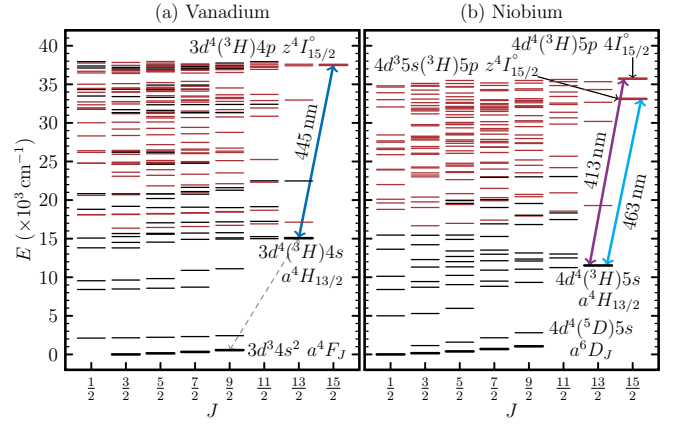 (a) Vanadium
(b) Niobium
3d⁴(³H)4p z⁴I°₁₅/₂
4d⁴(³H)5p 4I°₁₅/₂
4d³5s(³H)5p z⁴I°₁₅/₂
445 nm
413 nm
463 nm
3d⁴(³H)4s
a⁴H₁₃/₂
4d⁴(³H)5s
a⁴H₁₃/₂
3d³4s² a⁴F_J
4d⁴(⁵D)5s
a⁶D_J
E (×10³ cm⁻¹)
40
35
30
25
20
15
10
5
0
1/2 3/2 5/2 7/2 9/2 11/2 13/2 15/2
1/2 3/2 5/2 7/2 9/2 11/2 13/2 15/2
J
J